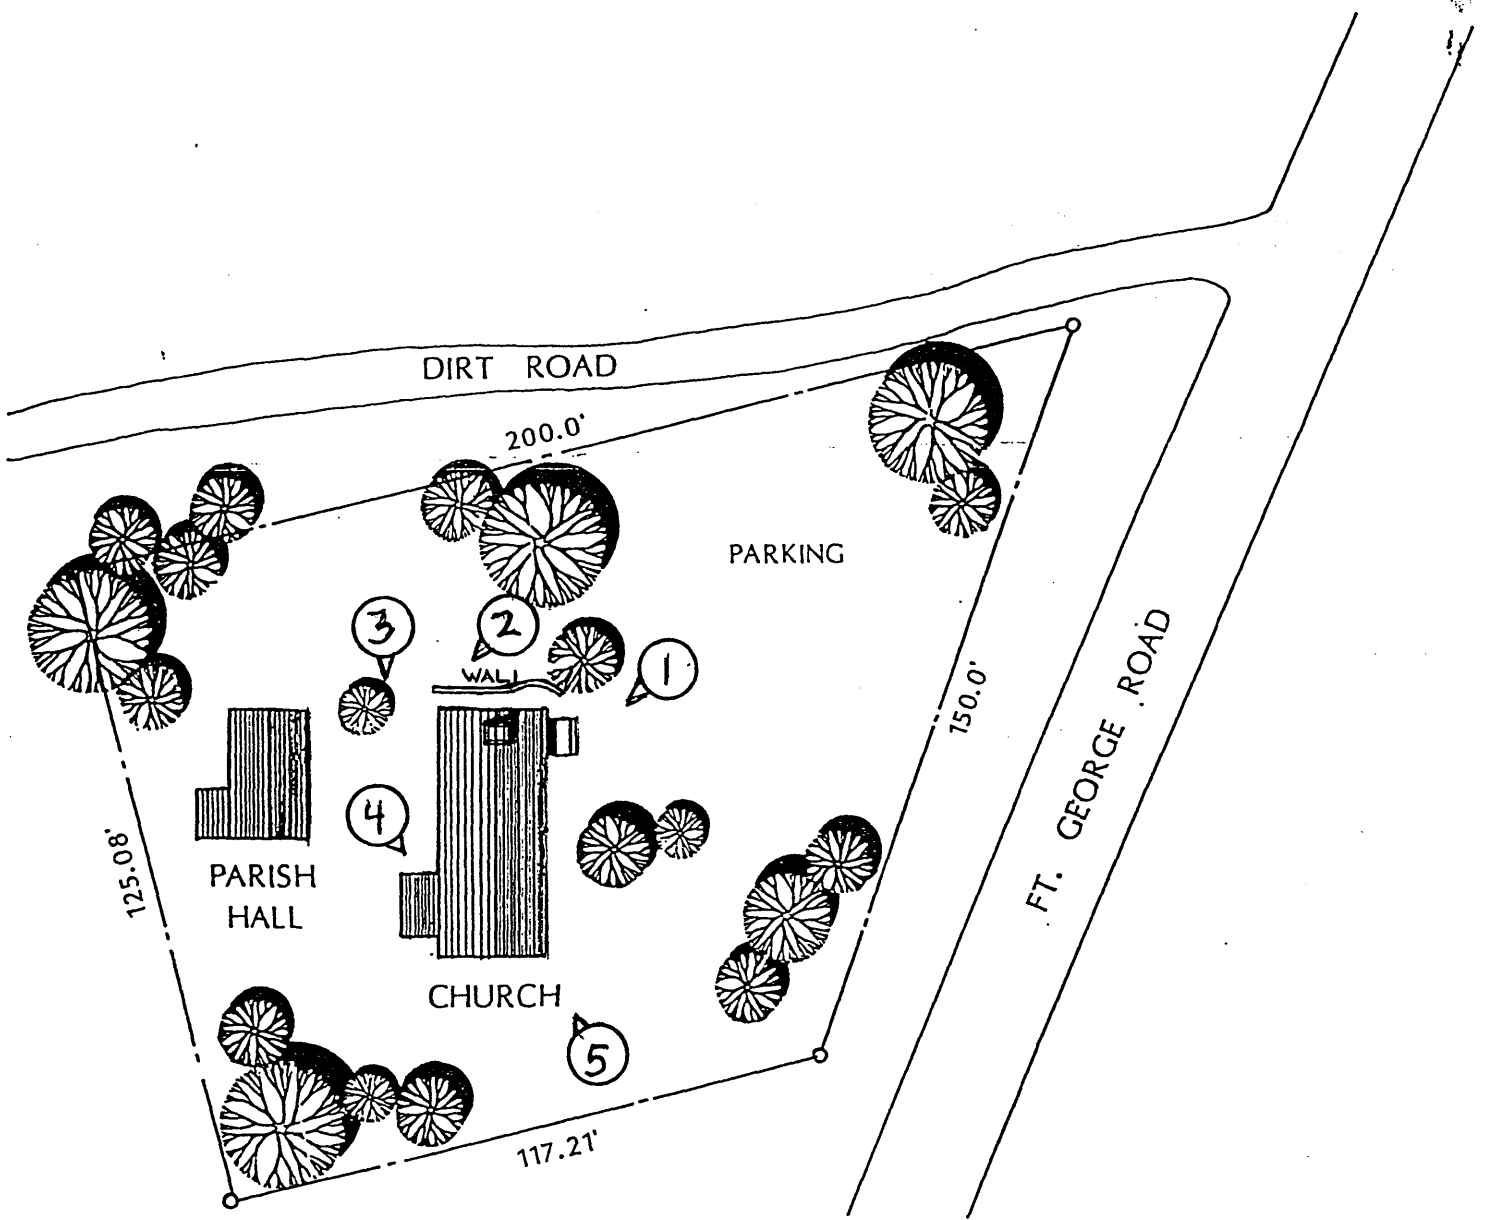 DIRT ROAD
200.0'
PARKING
3
2
WALL
1
150.0'
FT. GEORGE ROAD
4
125.08'
PARISH
HALL
CHURCH
5
117.21'